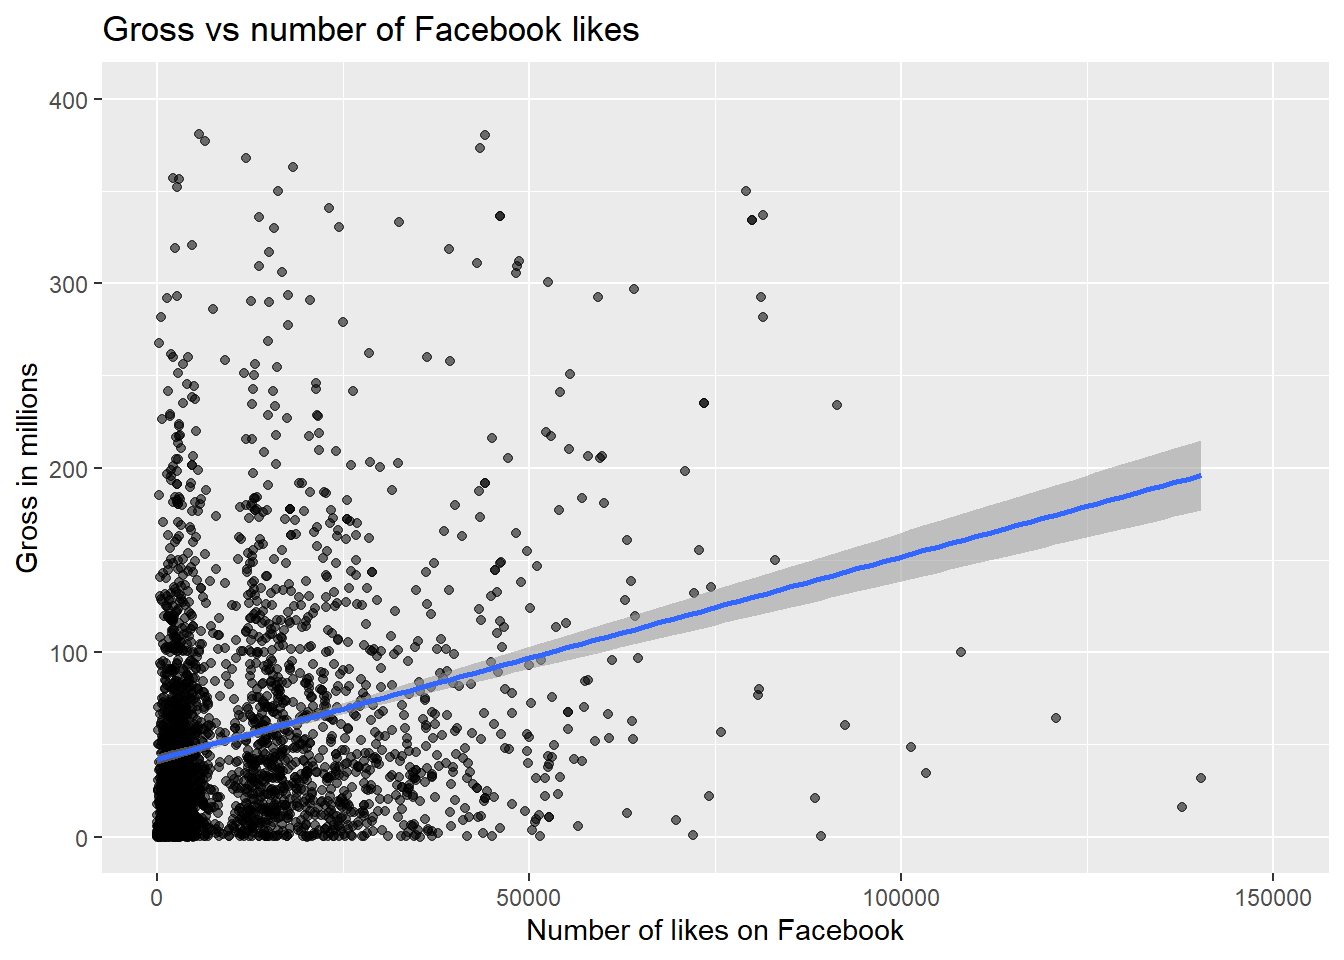 Gross vs number of Facebook likes
Gross in millions
400
300
200
100
0
0 50000 100000 150000
Number of likes on Facebook